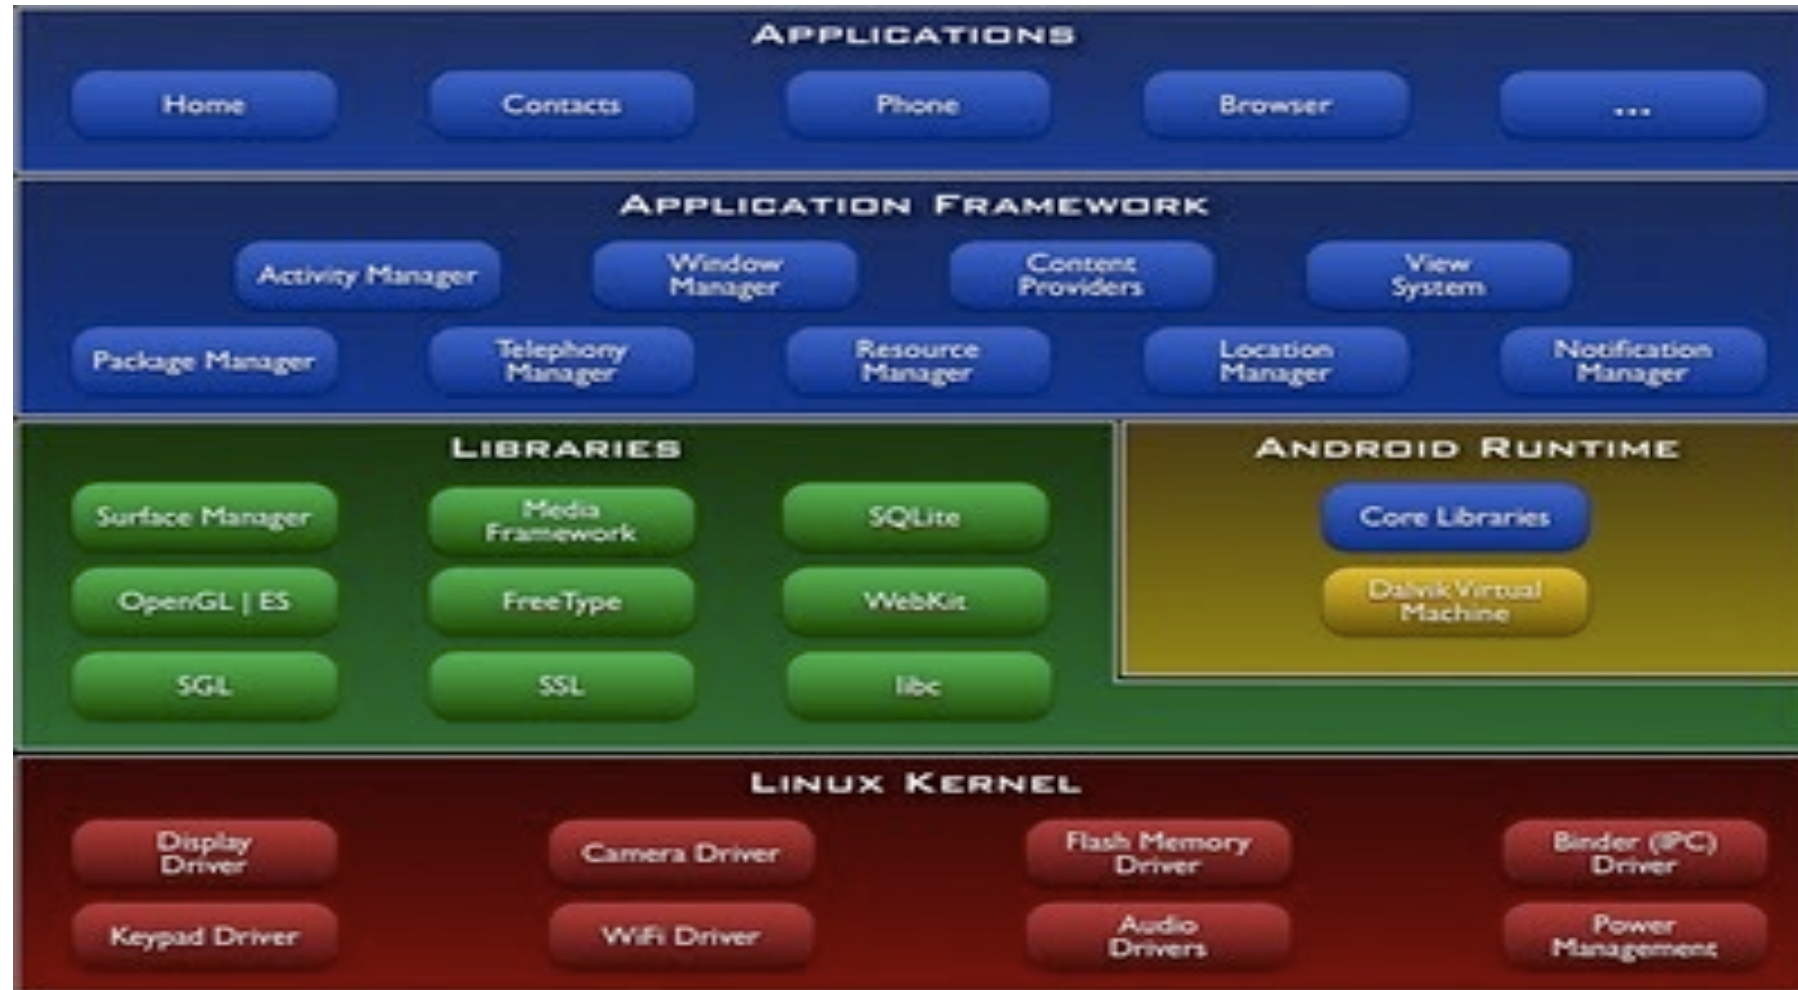 APPLICATIONS
Home
Contacts
Phone
Browser
...
APPLICATION FRAMEWORK
Activity Manager
Window
Manager
Content
Providers
View
System
Package Manager
Telephony
Manager
Resource
Manager
Location
Manager
Notification
Manager
LIBRARIES
Surface Manager
Media
Framework
SQLite
OpenGL | ES
FreeType
WebKit
SGL
SSL
libc
ANDROID RUNTIME
Core Libraries
Dalvik Virtual
Machine
LINUX KERNEL
Display
Driver
Camera Driver
Flash Memory
Driver
Binder (IPC)
Driver
Keypad Driver
WiFi Driver
Audio
Drivers
Power
Management